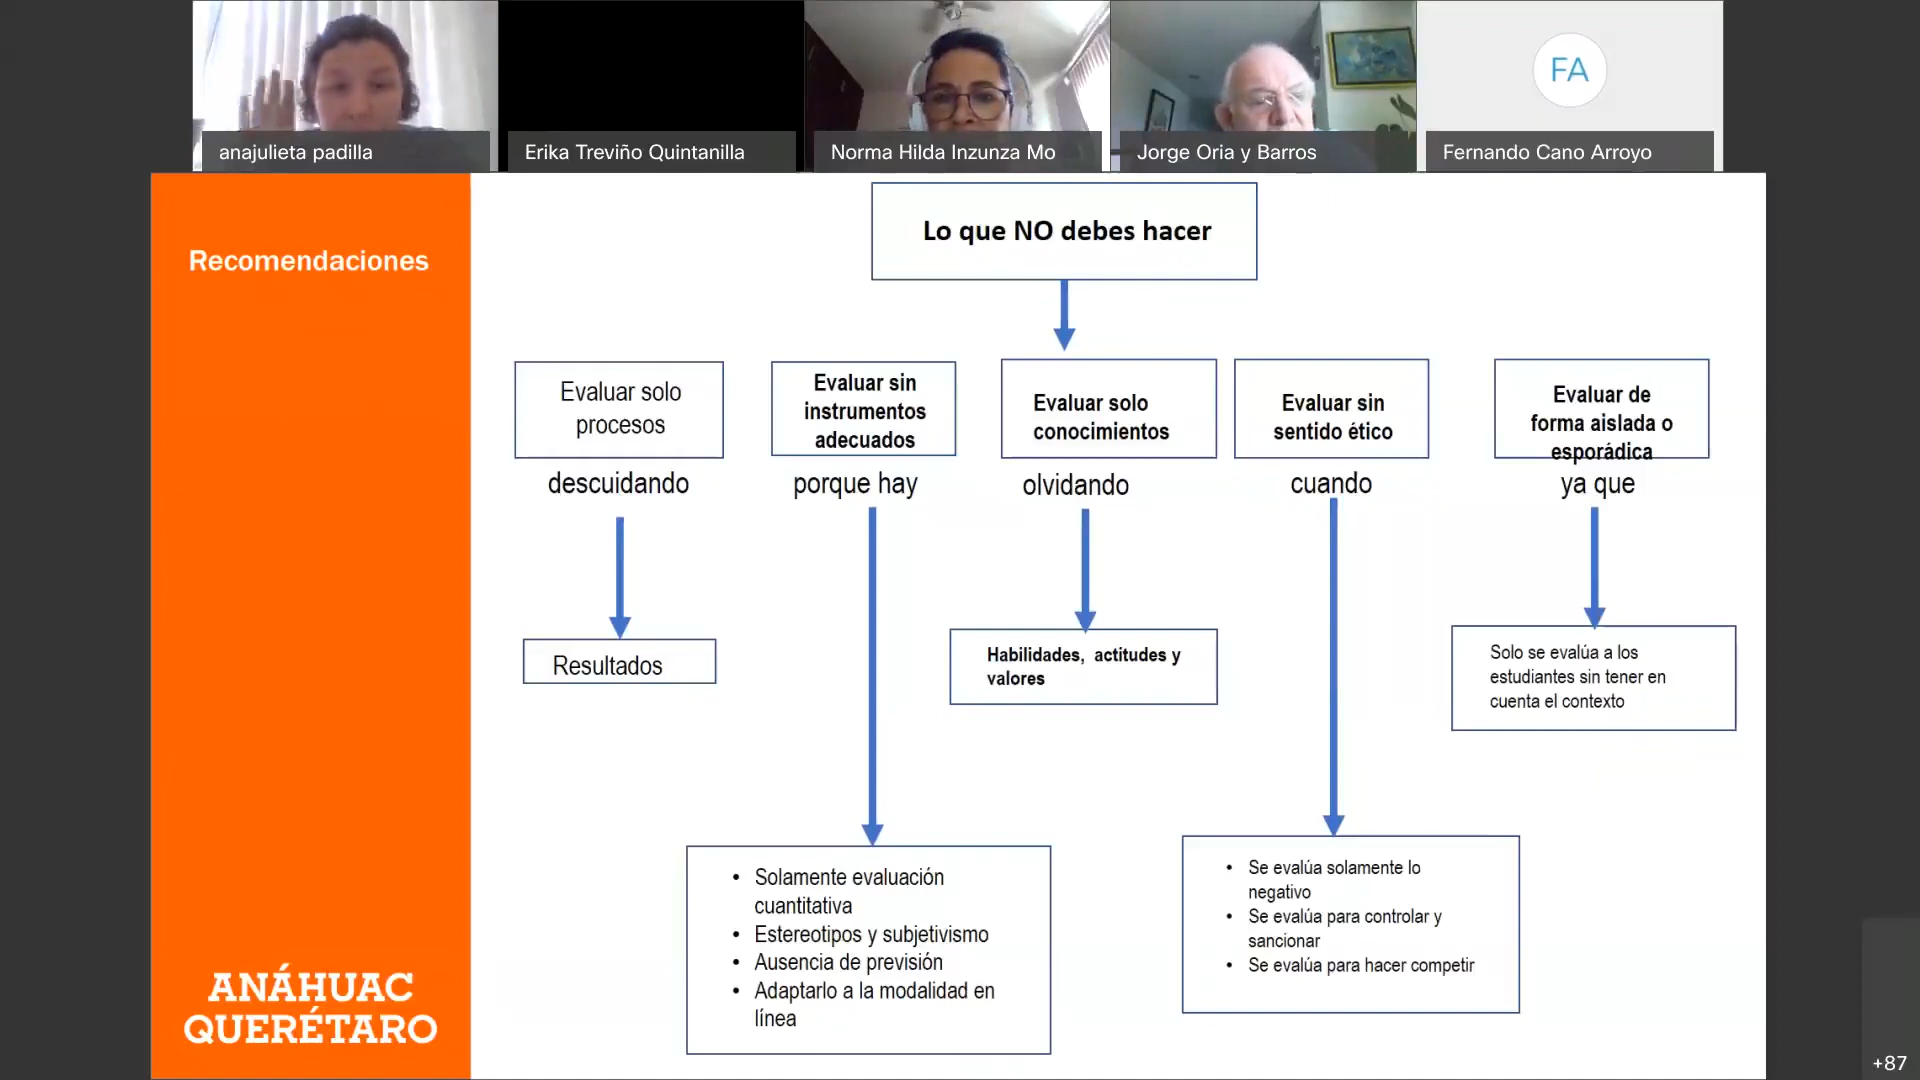 anajulieta padilla
Erika Treviño Quintanilla
Norma Hilda Inzunza Mo
Jorge Oria y Barros
FA
Fernando Cano Arroyo
Recomendaciones
Lo que NO debes hacer
Evaluar solo
procesos
descuidando
Resultados
Evaluar sin
instrumentos
adecuados
porque hay
• Solamente evaluación
cuantitativa
• Estereotipos y subjetivismo
• Ausencia de previsión
• Adaptarlo a la modalidad en
línea
Evaluar solo
conocimientos
olvidando
Habilidades, actitudes y
valores
Evaluar sin
sentido ético
cuando
• Se evalúa solamente lo
negativo
• Se evalúa para controlar y
sancionar
• Se evalúa para hacer competir
Evaluar de
forma aislada o
esporádica
ya que
Solo se evalúa a los
estudiantes sin tener en
cuenta el contexto
ANÁHUAC
QUERÉTARO
+87